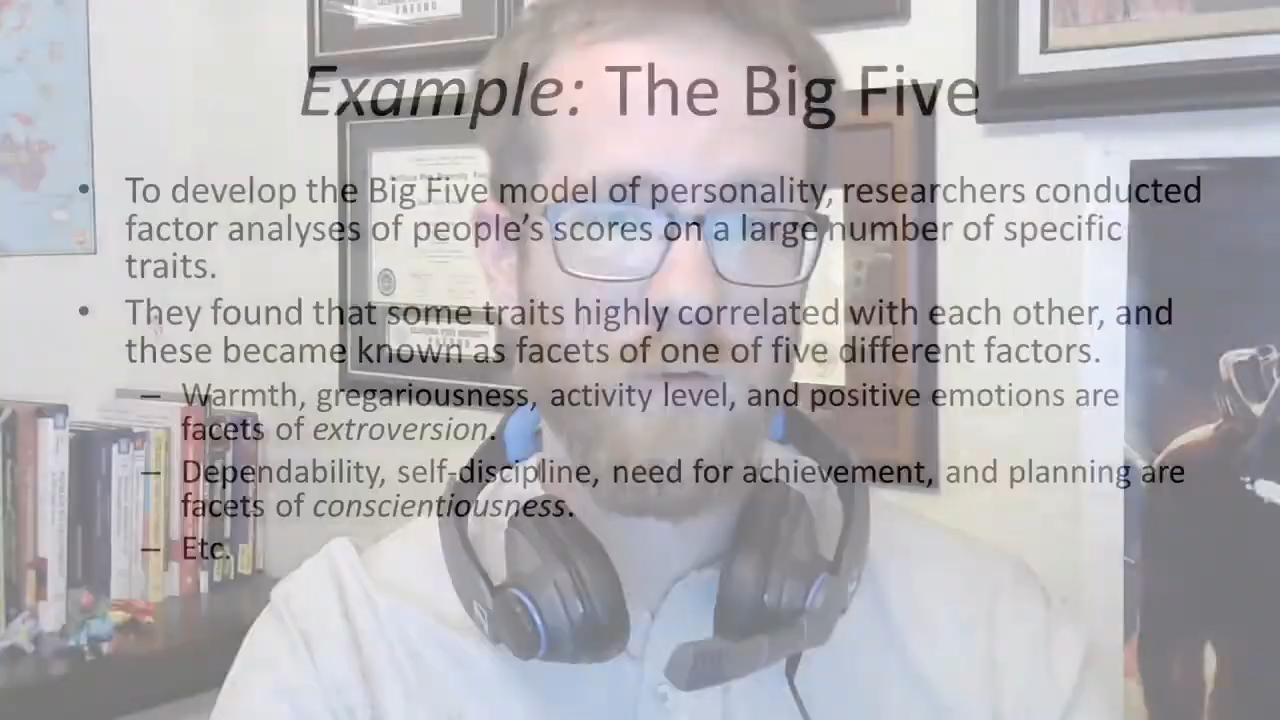 Example: The Big Five
• To develop the Big Five model of personality, researchers conducted
factor analyses of people's scores on a large number of specific
traits.
• They found that some traits highly correlated with each other, and
these became known as facets of one of five different factors.
– Warmth, gregariousness, activity level, and positive emotions are
facets of extroversion.
– Dependability, self-discipline, need for achievement, and planning are
facets of conscientiousness.
– Etc.